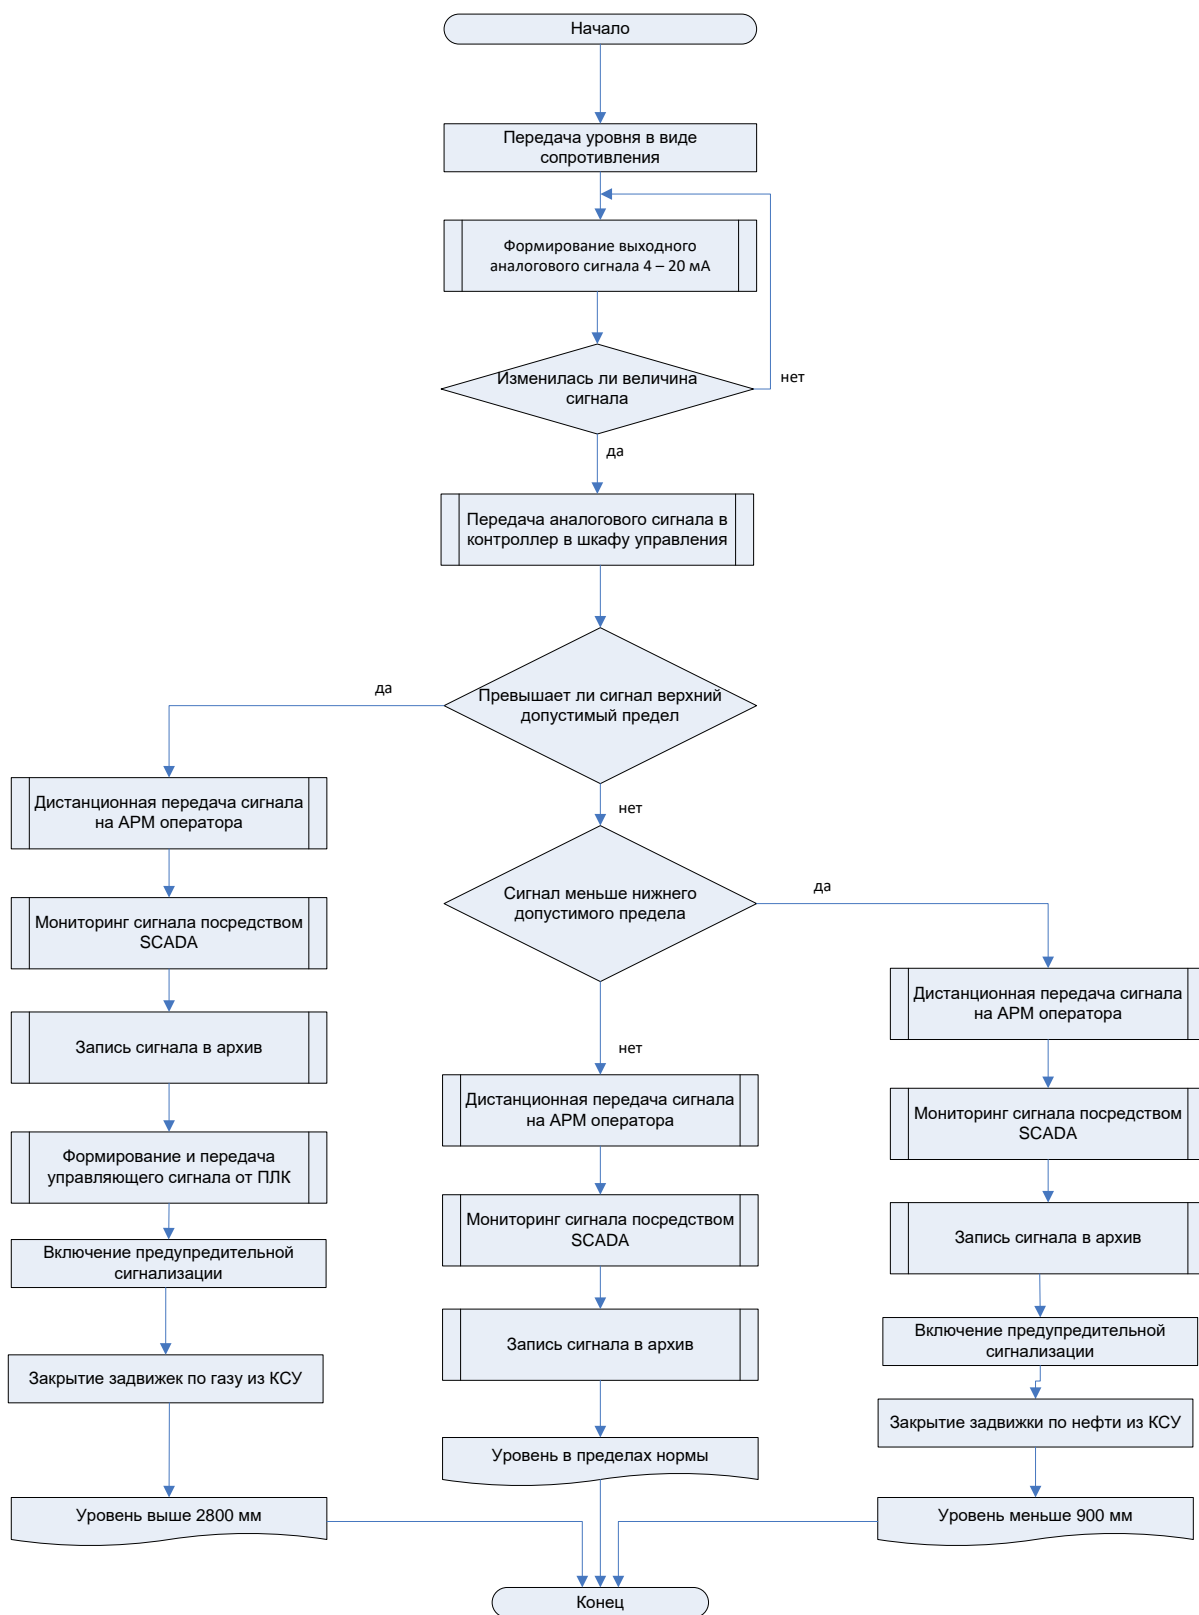 Начало
Передача уровня в виде
сопротивления
Формирование выходного
аналогового сигнала 4 – 20 мА
Изменилась ли величина
сигнала
нет
да
Передача аналогового сигнала в
контроллер в шкафу управления
Превышает ли сигнал верхний
допустимый предел
да
нет
Дистанционная передача сигнала
на АРМ оператора
Мониторинг сигнала посредством
SCADA
Запись сигнала в архив
Формирование и передача
управляющего сигнала от ПЛК
Включение предупредительной
сигнализации
Закрытие задвижек по газу из КСУ
Уровень выше 2800 мм
Сигнал меньше нижнего
допустимого предела
да
нет
Дистанционная передача сигнала
на АРМ оператора
Мониторинг сигнала посредством
SCADA
Запись сигнала в архив
Уровень в пределах нормы
Дистанционная передача сигнала
на АРМ оператора
Мониторинг сигнала посредством
SCADA
Запись сигнала в архив
Включение предупредительной
сигнализации
Закрытие задвижки по нефти из КСУ
Уровень меньше 900 мм
Конец